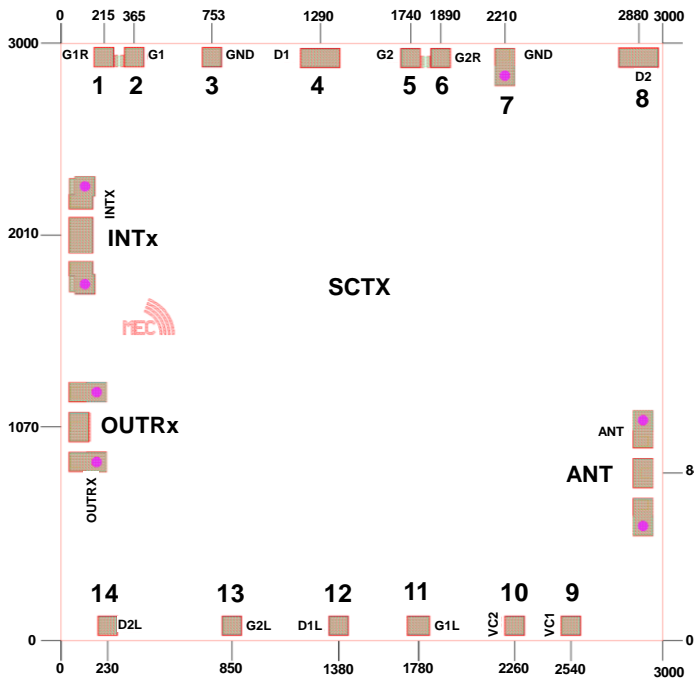 0 215 365 753 1290 1740 1890 2210 2880 3000
3000
G1R G1 GND D1 G2 G2R GND D2
1 2 3 4 5 6 7 8
INTX
2010
INTx
SCTX
MEC
1070
OUTRx
ANT
ANT
8
OUTRX
14 13 12 11 10 9
D2L G2L D1L G1L VC2 VC1
0 0
0 230 850 1380 1780 2260 2540 3000